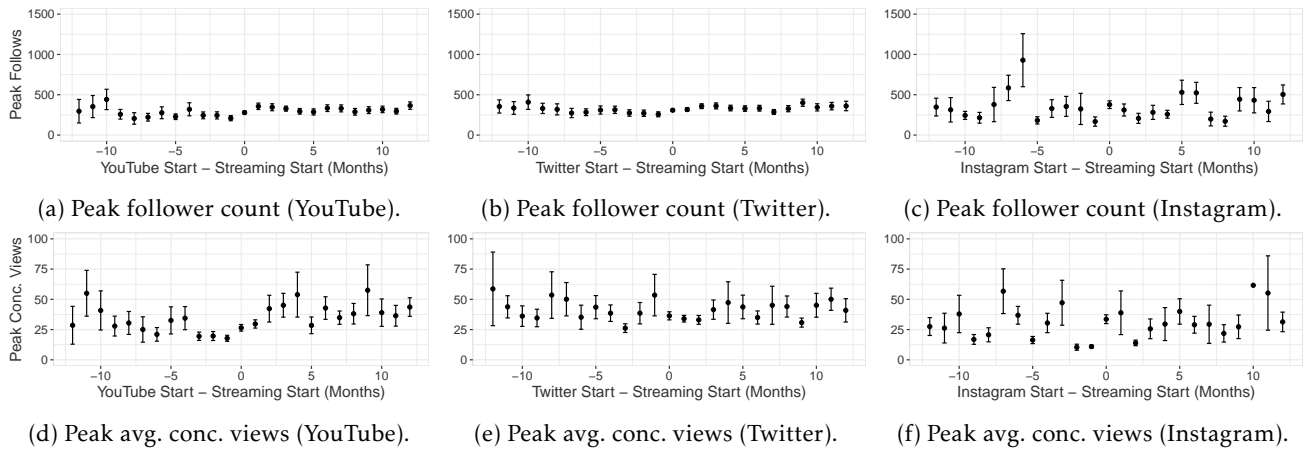 Peak Follows
1500
1000
500
0
−10 −5 0 5 10
YouTube Start − Streaming Start (Months)
(a) Peak follower count (YouTube).
1500
1000
500
0
−10 −5 0 5 10
Twitter Start − Streaming Start (Months)
(b) Peak follower count (Twitter).
1500
1000
500
0
−10 −5 0 5 10
Instagram Start − Streaming Start (Months)
(c) Peak follower count (Instagram).
Peak Conc. Views
100
75
50
25
0
−10 −5 0 5 10
YouTube Start − Streaming Start (Months)
(d) Peak avg. conc. views (YouTube).
100
75
50
25
0
−10 −5 0 5 10
Twitter Start − Streaming Start (Months)
(e) Peak avg. conc. views (Twitter).
100
75
50
25
0
−10 −5 0 5 10
Instagram Start − Streaming Start (Months)
(f) Peak avg. conc. views (Instagram).